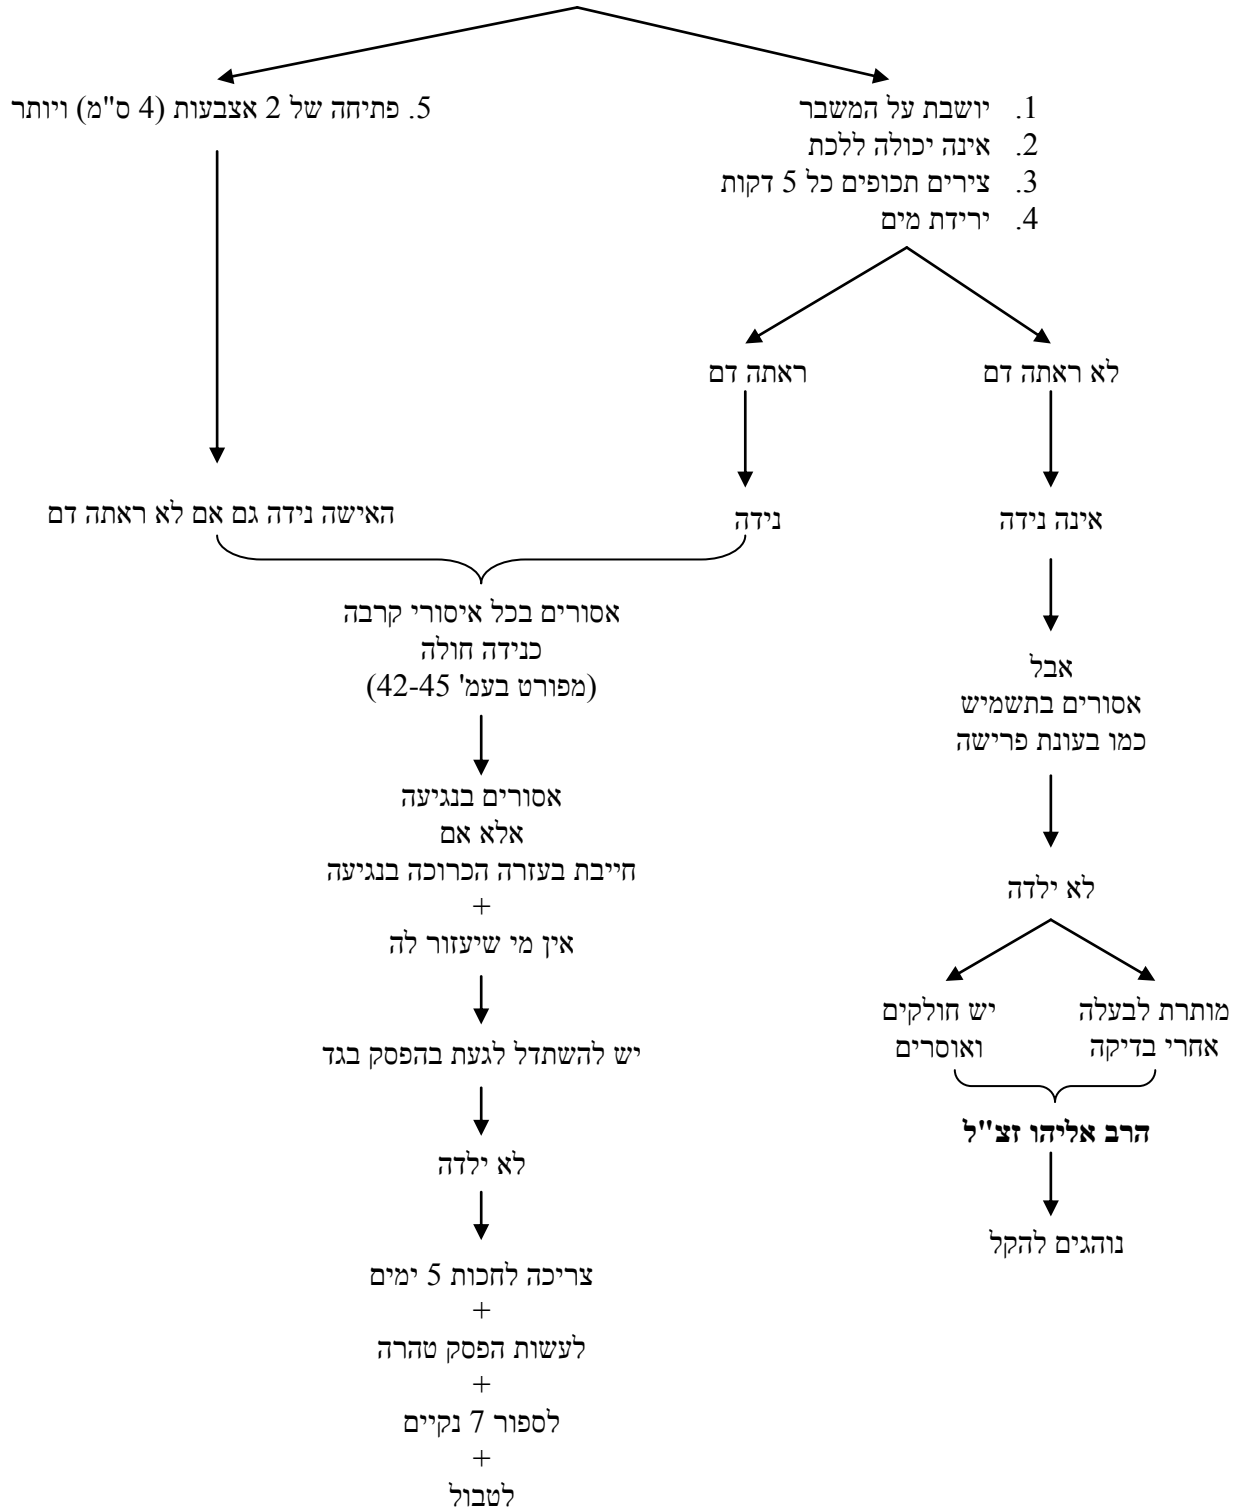 1. יושבת על המשבר
2. אינה יכולה ללכת
3. צירים תכופים כל 5 דקות
4. ירידת מים
5. פתיחה של 2 אצבעות (4 ס"מ) ויותר
לא ראתה דם
ראתה דם
אינה נידה
נידה
האישה נידה גם אם לא ראתה דם
אבל
אסורים בתשמיש
כמו בעונת פרישה
לא ילדה
מותרת לבעלה
אחרי בדיקה
יש חולקים
ואוסרים
הרב אליהו זצ"ל
נוהגים להקל
אסורים בכל איסורי קרבה
כנידה חולה
(מפורט בעמ' 42-45)
אסורים בנגיעה
אלא אם
חייבת בעזרה הכרוכה בנגיעה
+
אין מי שיעזור לה
יש להשתדל לגעת בהפסק בגד
לא ילדה
צריכה לחכות 5 ימים
+
לעשות הפסק טהרה
+
לספור 7 נקיים
+
לטבול